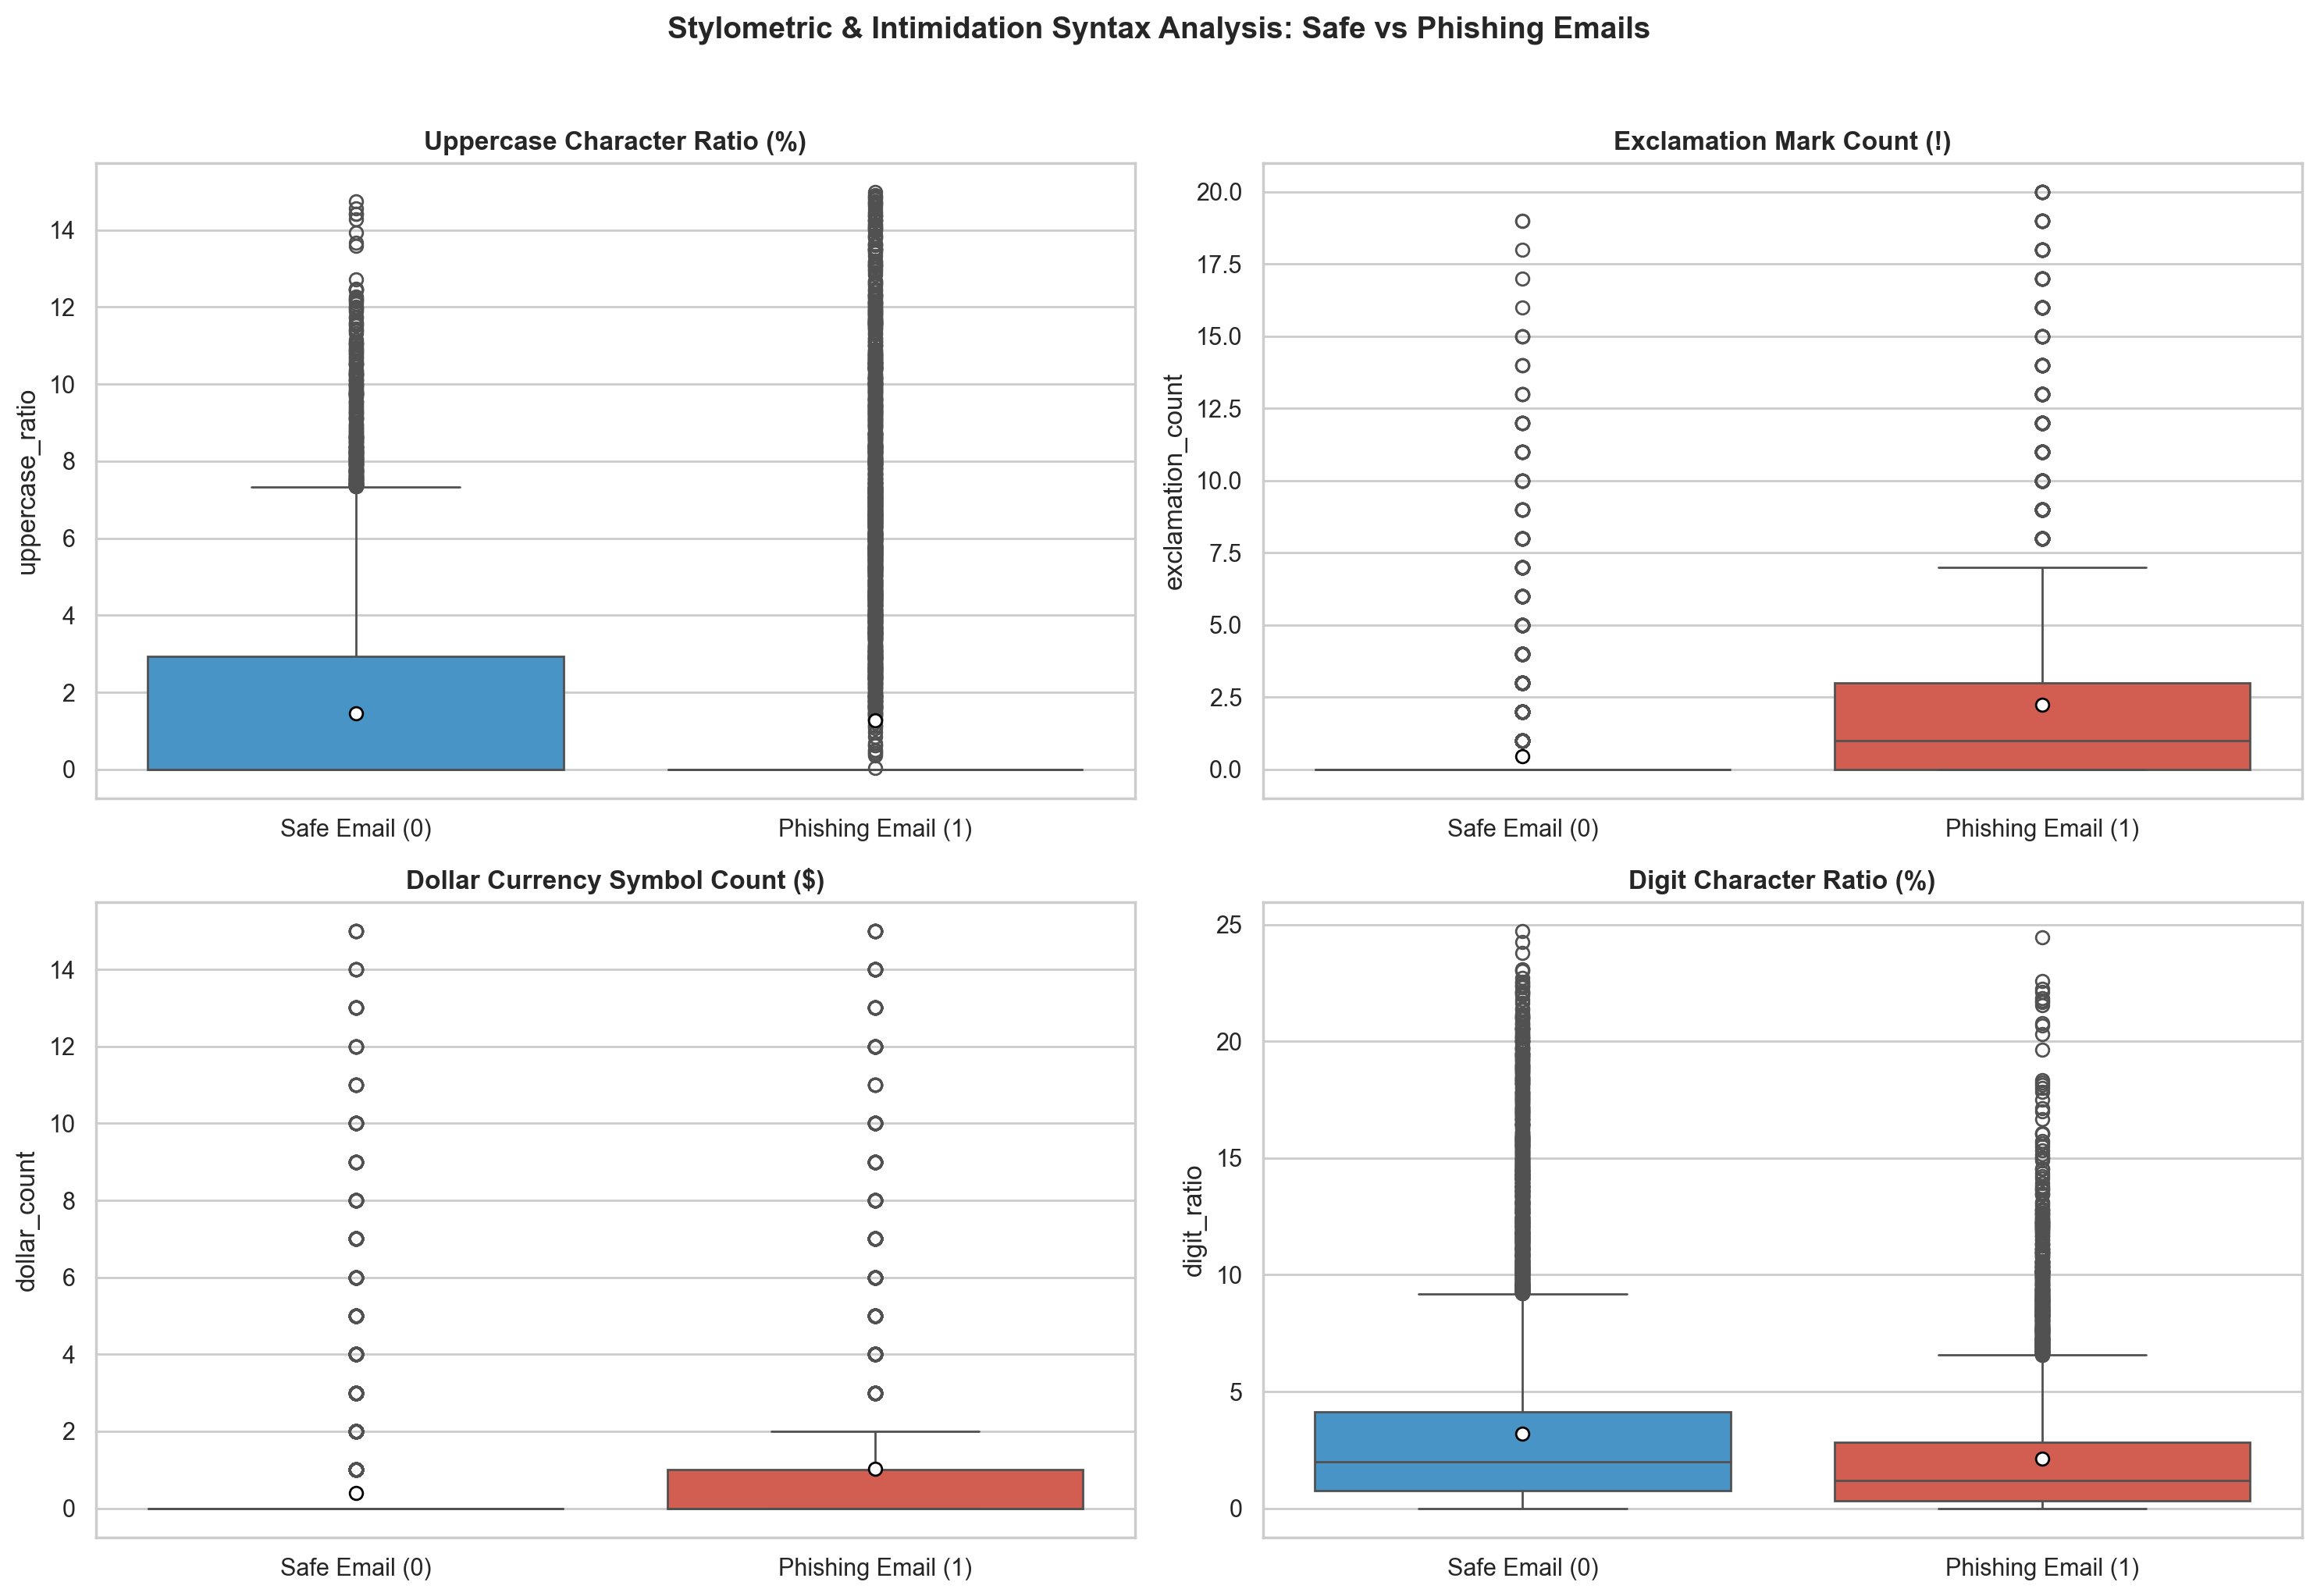 Stylometric & Intimidation Syntax Analysis: Safe vs Phishing Emails
Uppercase Character Ratio (%)
uppercase_ratio
14
12
10
8
6
4
2
0
Safe Email (0)
Phishing Email (1)
Exclamation Mark Count (!)
exclamation_count
20.0
17.5
15.0
12.5
10.0
7.5
5.0
2.5
0.0
Safe Email (0)
Phishing Email (1)
Dollar Currency Symbol Count ($)
dollar_count
14
12
10
8
6
4
2
0
Safe Email (0)
Phishing Email (1)
Digit Character Ratio (%)
digit_ratio
25
20
15
10
5
0
Safe Email (0)
Phishing Email (1)